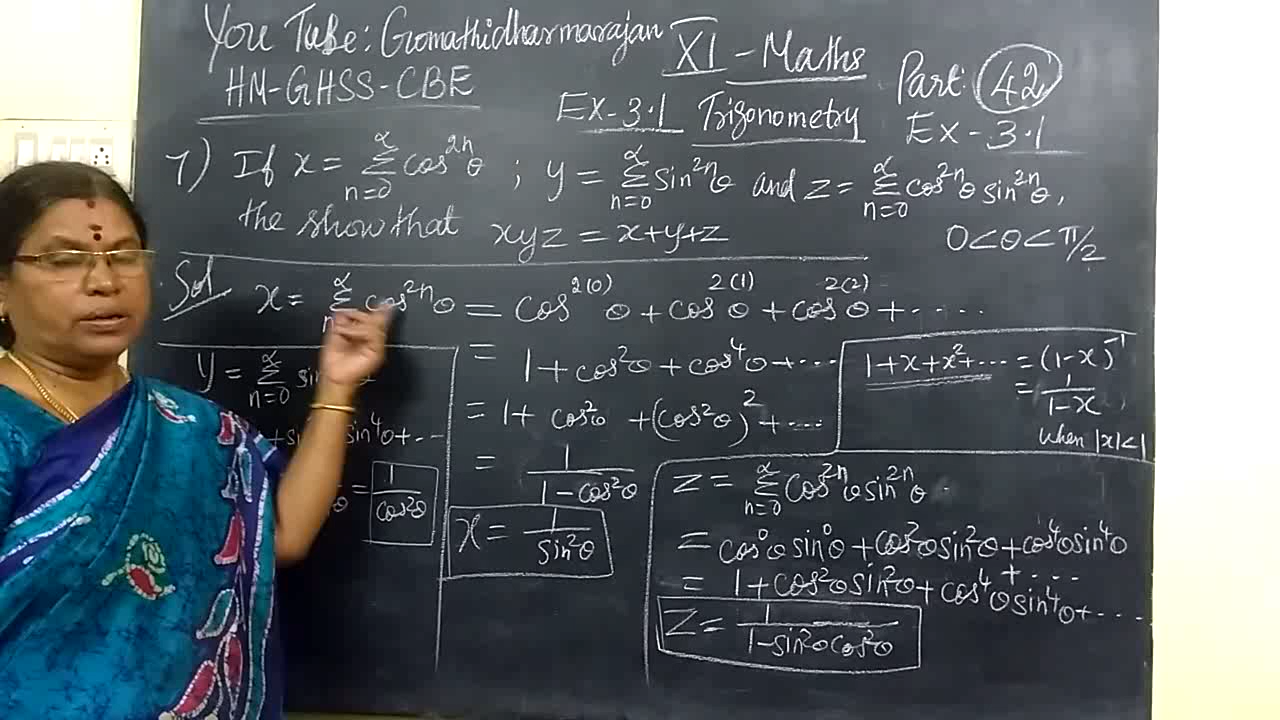 You Tube: Gomathidharmarajan
HM-GHSS-CBE
XI - Maths
Part: 42
Ex-3.1 Trigonometry
Ex-3.1
7) If x = ∑_{n=0}^{∝} cos^{2n}θ ; y = ∑_{n=0}^{∝} sin^{2n}θ and z = ∑_{n=0}^{∝} cos^{2n}θ sin^{2n}θ,
the show that xyz = x+y+z
0<θ<π/2
Sol x = ∑^{∝} cos^{2n}θ = cos^{2(0)}θ + cos^{2(1)}θ + cos^{2(2)}θ + .....
= 1+cos²θ+cos⁴θ+...
= 1+ cos²θ +(cos²θ)²+...
= 1/(1-cos²θ)
x = 1/sin²θ
y = ∑_{n=0}^{∝} sin
+ sin⁴θ+...
θ = 1/cos²θ
1+x+x²+... = (1-x)⁻¹
= 1/(1-x),
when |x|<1
z = ∑_{n=0}^{∝} cos^{2n}θ sin^{2n}θ
= cos⁰θ sin⁰θ + cos²θ sin²θ + cos⁴θ sin⁴θ
+....
= 1+cos²θ sin²θ + cos⁴θ sin⁴θ+....
z = 1/(1-sin²θ cos²θ)